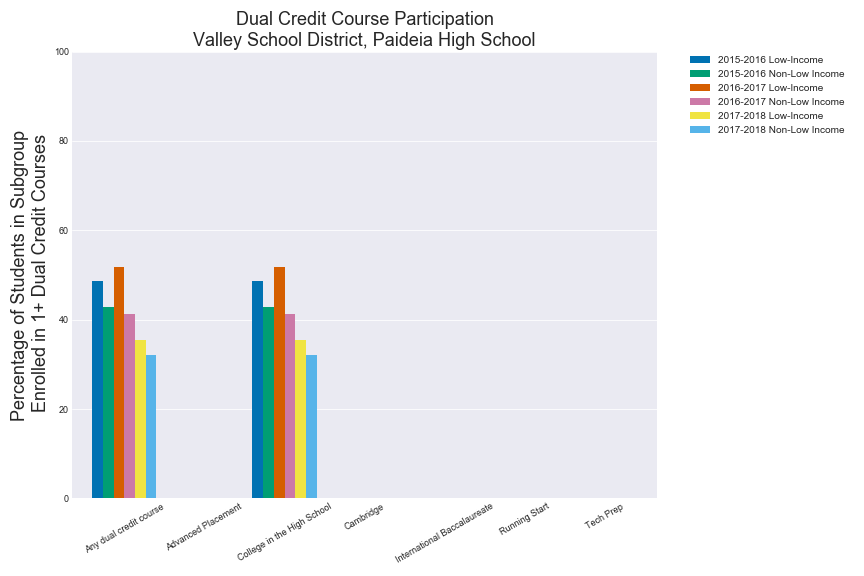 Dual Credit Course Participation
Valley School District, Paideia High School
Percentage of Students in Subgroup
Enrolled in 1+ Dual Credit Courses
100
80
60
40
20
0
Any dual credit course
Advanced Placement
College in the High School
Cambridge
International Baccalaureate
Running Start
Tech Prep
2015-2016 Low-Income
2015-2016 Non-Low Income
2016-2017 Low-Income
2016-2017 Non-Low Income
2017-2018 Low-Income
2017-2018 Non-Low Income